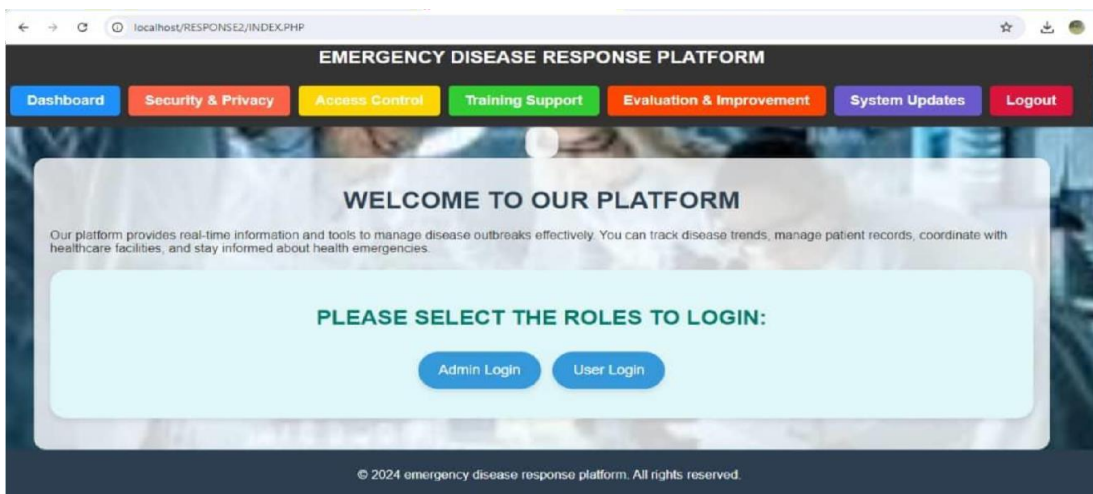 localhost/RESPONSE2/INDEX.PHP
EMERGENCY DISEASE RESPONSE PLATFORM
Dashboard Security & Privacy Access Control Training Support Evaluation & Improvement System Updates Logout
WELCOME TO OUR PLATFORM
Our platform provides real-time information and tools to manage disease outbreaks effectively. You can track disease trends, manage patient records, coordinate with
healthcare facilities, and stay informed about health emergencies.
PLEASE SELECT THE ROLES TO LOGIN:
Admin Login User Login
© 2024 emergency disease response platform. All rights reserved.